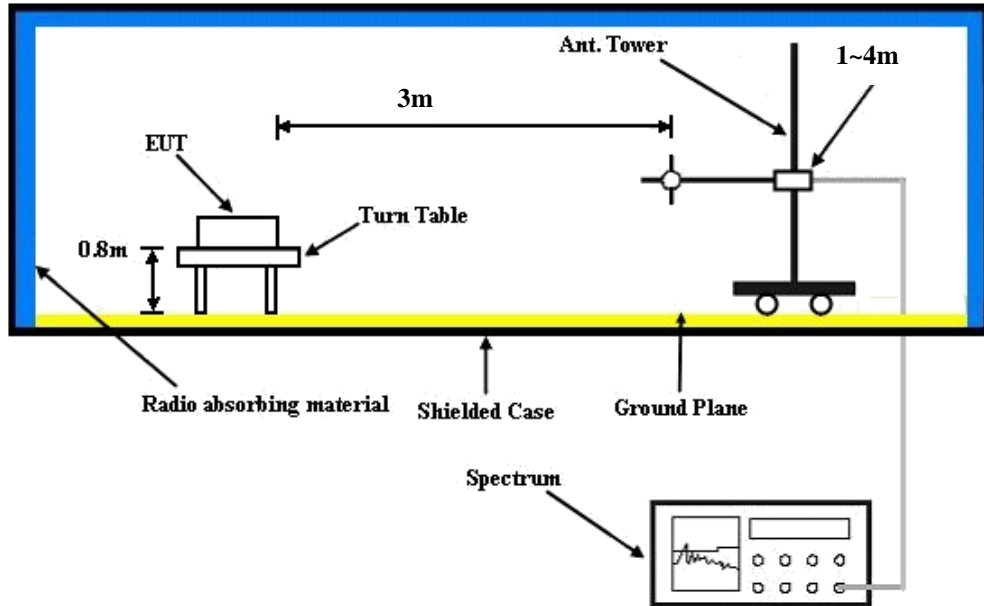 Ant. Tower
1~4m
3m
EUT
Turn Table
0.8m
Radio absorbing material
Shielded Case
Ground Plane
Spectrum